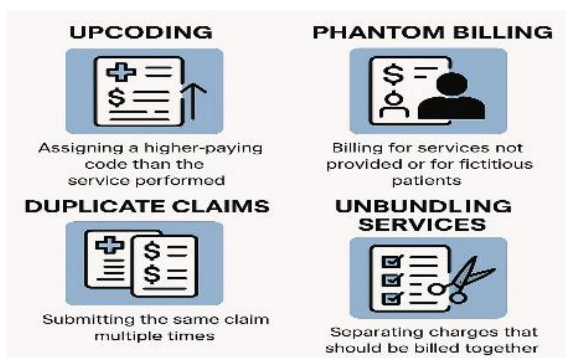 UPCODING
$
Assigning a higher-paying
code than the
service performed
PHANTOM BILLING
$
Billing for services not
provided or for fictitious
patients
DUPLICATE CLAIMS
$
$
Submitting the same claim
multiple times
UNBUNDLING
SERVICES
Separating charges that
should be billed together